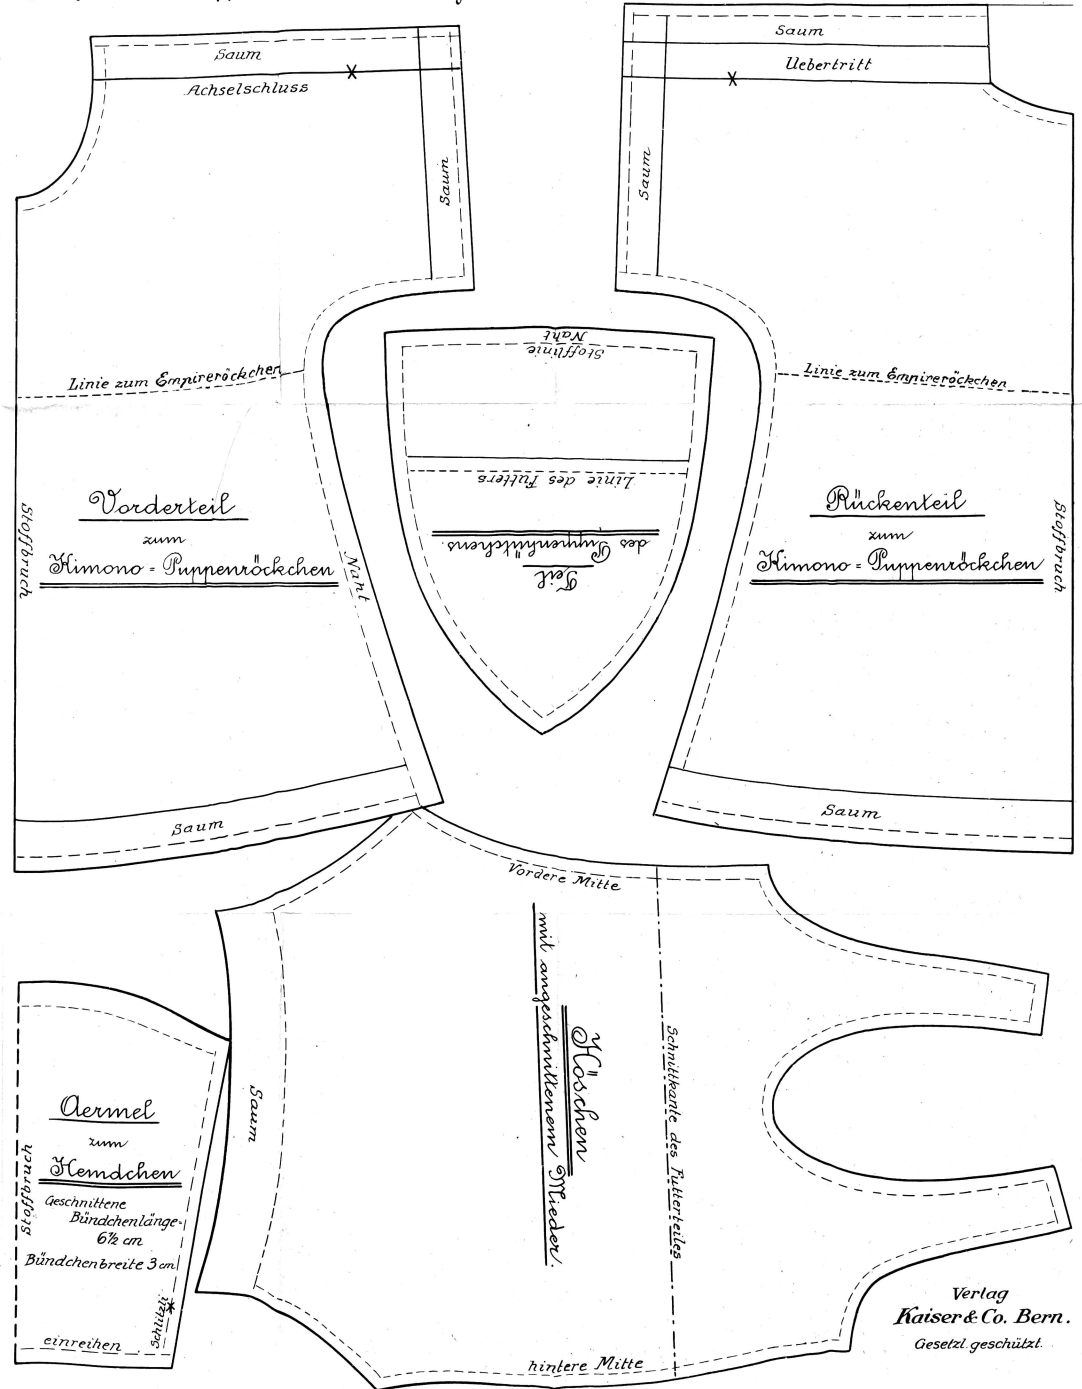 Saum
Achselschluss
Saum
Linie zum Empireröckchen
Vorderteil
zum
Kimono = Puppenröckchen
Stoffbruch
Naht
Saum
Naht
Stofflinie
Linie des Futters
Teil
des Puppenhütchens.
Saum
Uebertritt
Saum
Linie zum Empireröckchen
Rückenteil
zum
Kimono = Puppenröckchen
Stoffbruch
Saum
Vordere Mitte
Höschen
mit angeschnittenem Mieder.
Schnittkante des Futterteiles
Saum
hintere Mitte
Aermel
zum
Hemdchen
Geschnittene
Bündchenlänge =
6½ cm
Bündchenbreite 3 cm
Stoffbruch
Schlitzli
einreihen
Verlag
Kaiser & Co. Bern.
Gesetzl. geschützt.